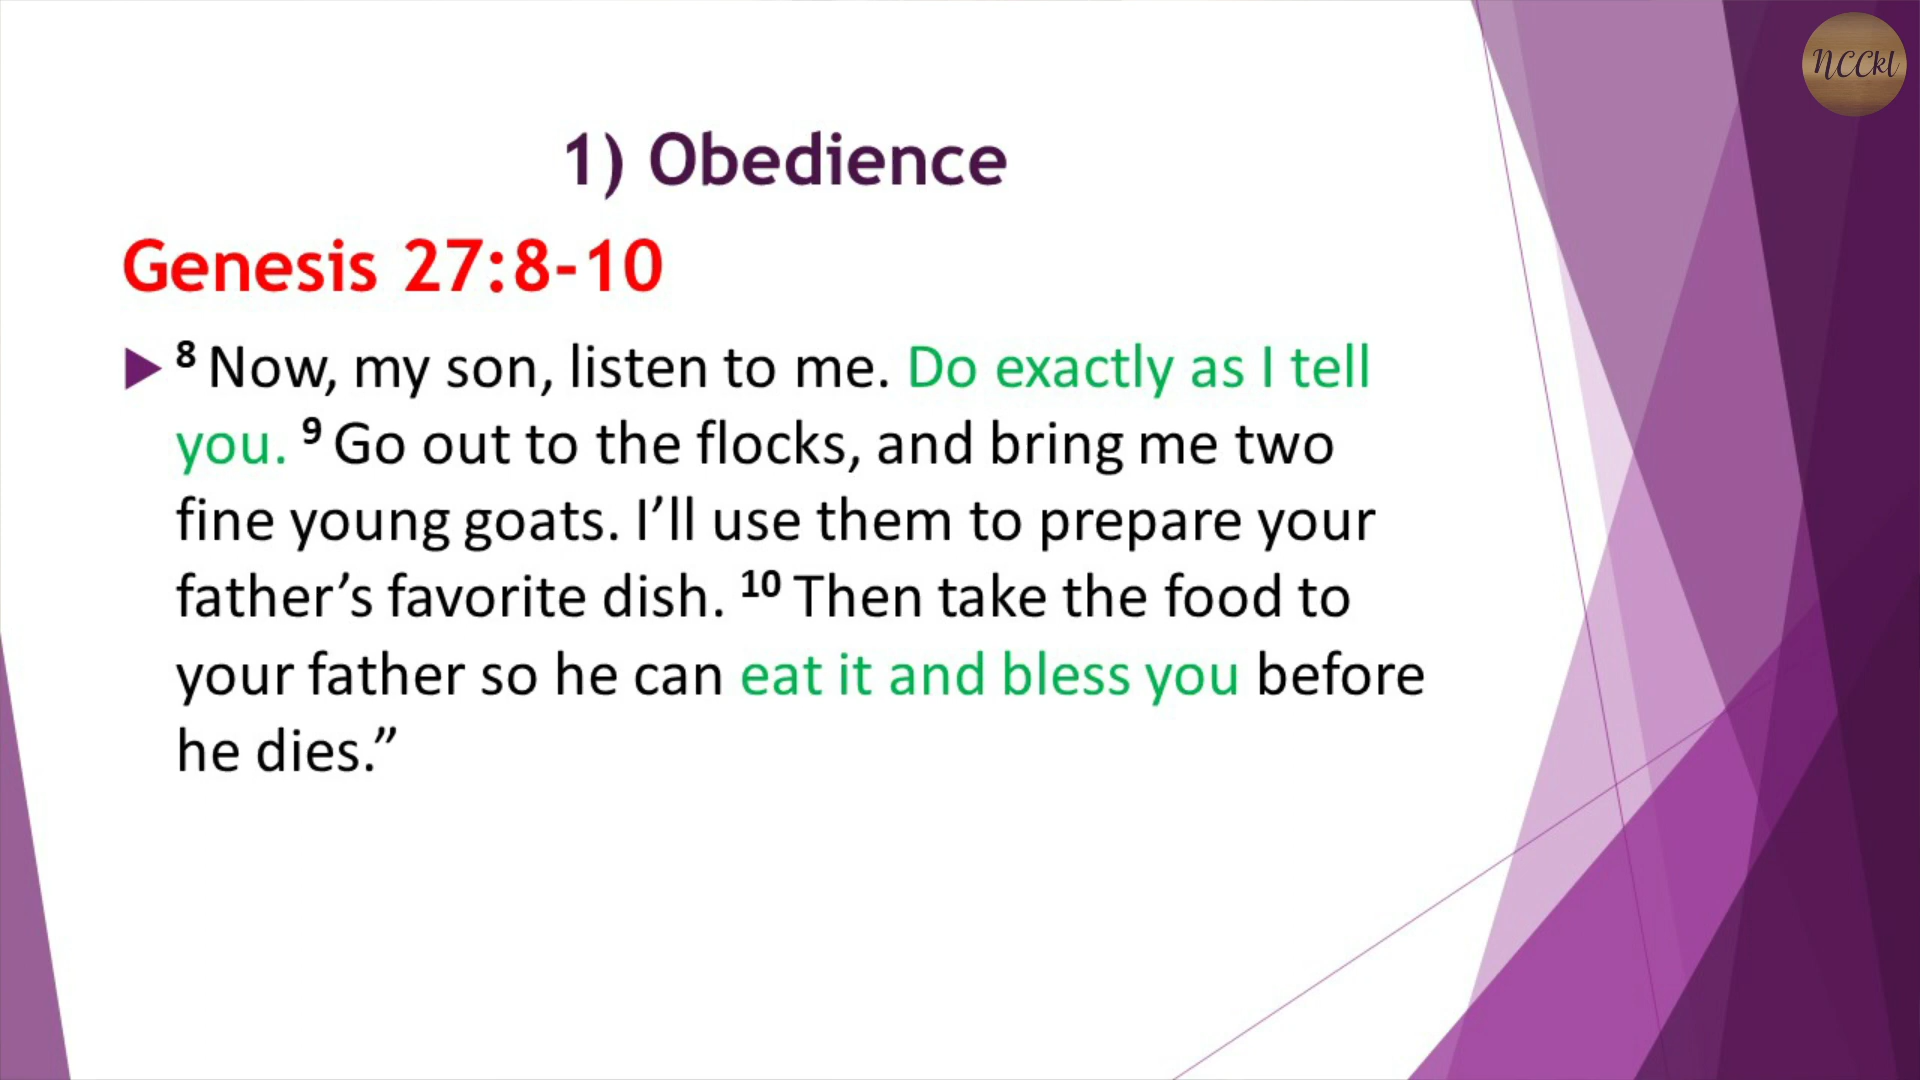 NCCkl
1) Obedience
Genesis 27:8-10
8 Now, my son, listen to me. Do exactly as I tell
you. 9 Go out to the flocks, and bring me two
fine young goats. I’ll use them to prepare your
father’s favorite dish. 10 Then take the food to
your father so he can eat it and bless you before
he dies.”